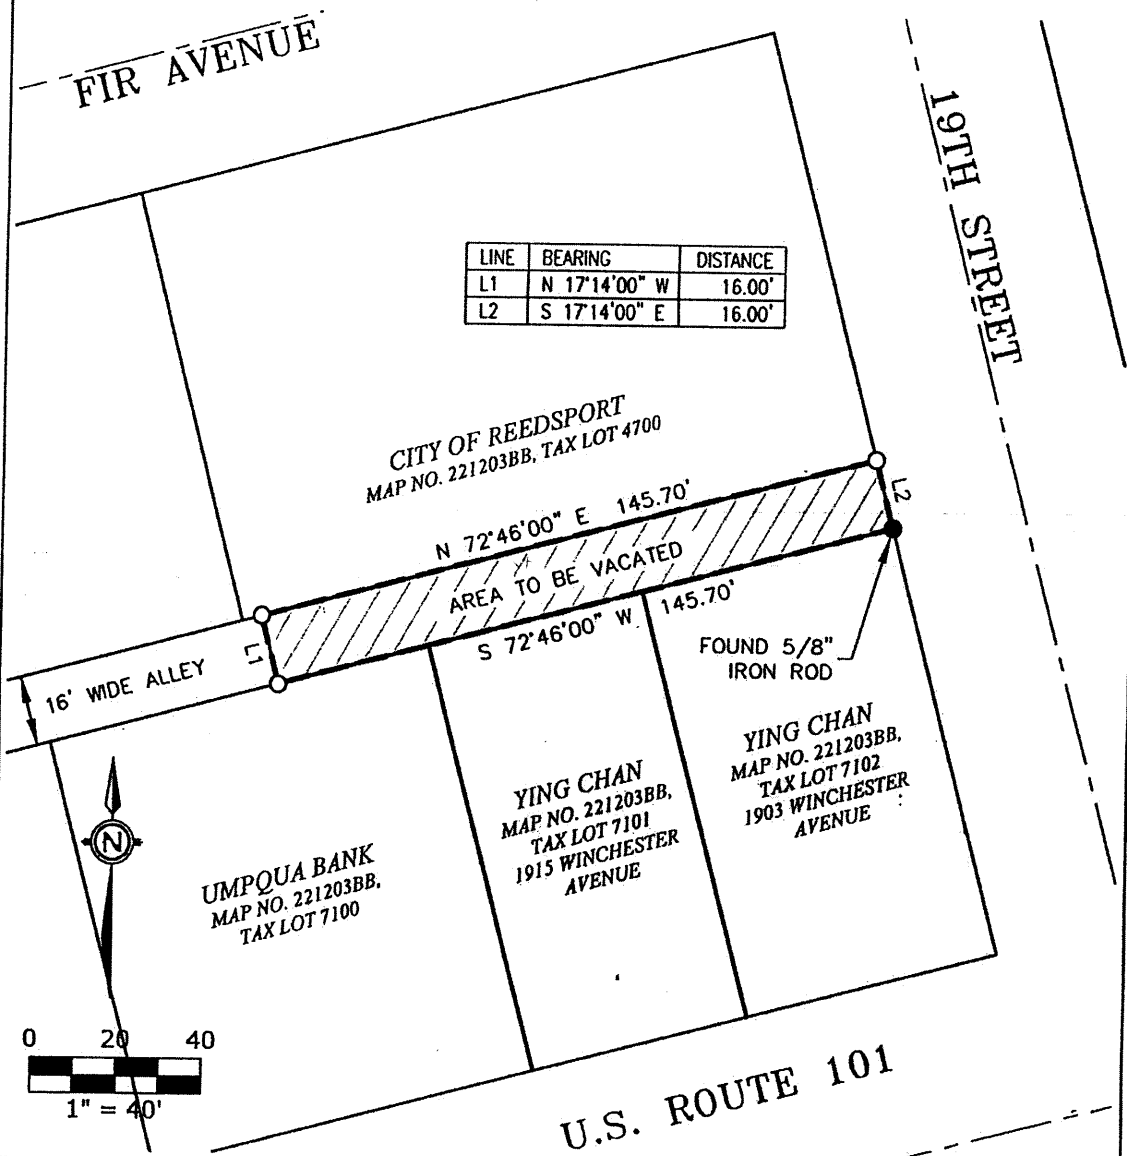 FIR AVENUE
19TH STREET
LINE BEARING DISTANCE
L1 N 17°14'00" W 16.00'
L2 S 17°14'00" E 16.00'
CITY OF REEDSPORT
MAP NO. 221203BB, TAX LOT 4700
N 72°46'00" E 145.70'
L2
AREA TO BE VACATED
S 72°46'00" W 145.70'
L1
16' WIDE ALLEY
FOUND 5/8"
IRON ROD
YING CHAN
MAP NO. 221203BB,
TAX LOT 7102
1903 WINCHESTER
AVENUE
YING CHAN
MAP NO. 221203BB,
TAX LOT 7101
1915 WINCHESTER
AVENUE
UMPQUA BANK
MAP NO. 221203BB,
TAX LOT 7100
N
0 20 40
1" = 40'
U.S. ROUTE 101